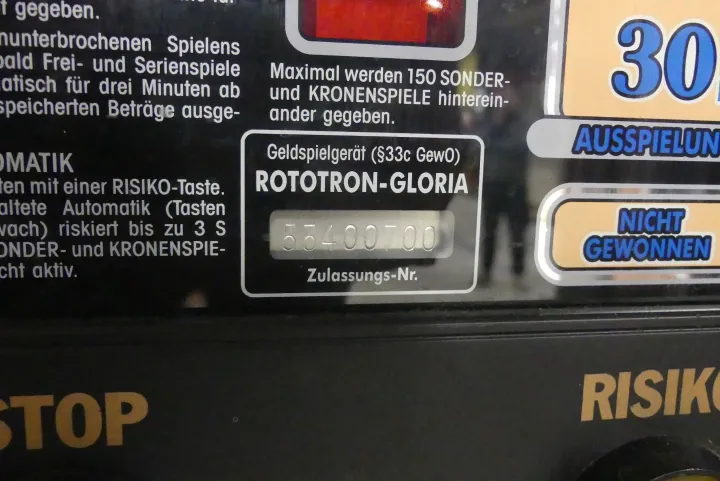 t gegeben.
nunterbrochenen Spielens
bald Frei- und Serienspiele
matisch für drei Minuten ab
speicherten Beträge ausge-
OMATIK
ten mit einer RISIKO-Taste.
altete Automatik (Tasten
wach) riskiert bis zu 3 S
ONDER- und KRONENSPIE-
cht aktiv.
Maximal werden 150 SONDER-
und KRONENSPIELE hinterein-
ander gegeben.
Geldspielgerät (§33c GewO)
ROTOTRON-GLORIA
Zulassungs-Nr.
30
AUSSPIELUN
NICHT
GEWONNEN
STOP
RISIKO